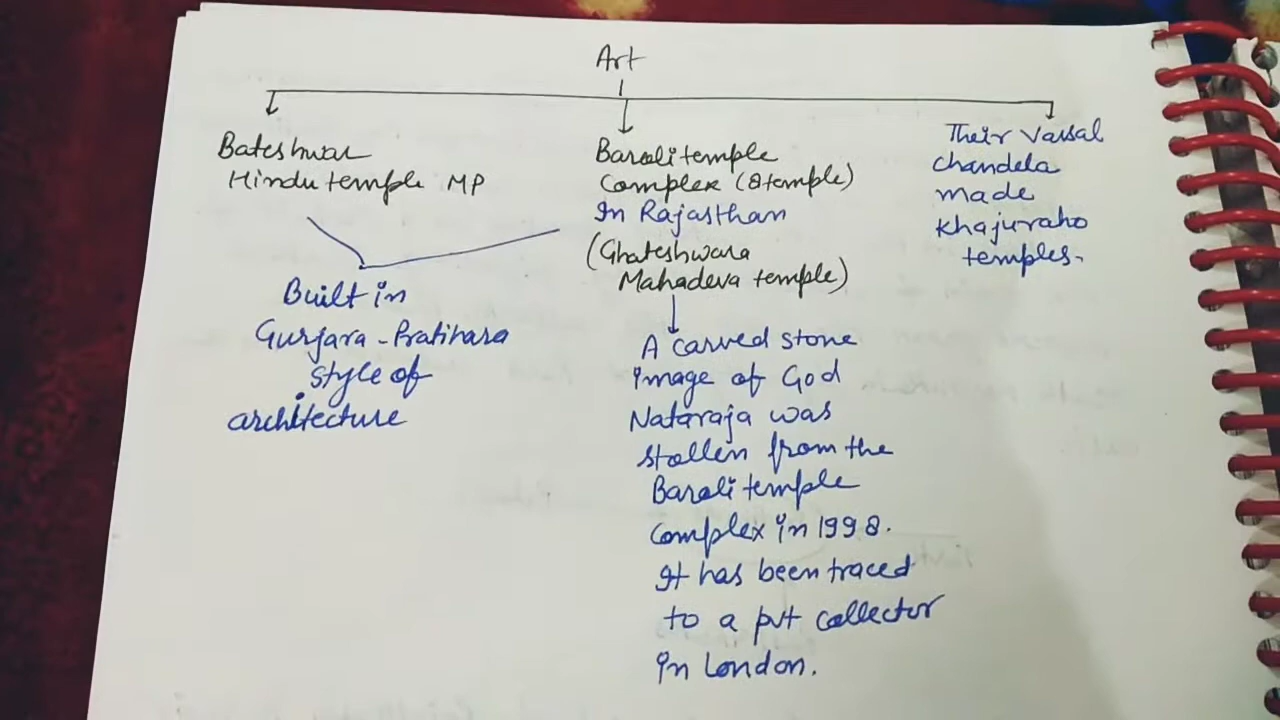 Art
Bateshwar
Hindu temple MP
Built in
Gurjara-Pratihara
style of
architecture
Baroli temple
Complex (8 temple)
In Rajasthan
(Ghateshwara
Mahadeva temple)
A carved stone
image of God
Nataraja was
stollen from the
Baroli temple
complex in 1998.
It has been traced
to a pvt collector
in London.
Their Vassal
chandela
made
Khajuraho
temples.